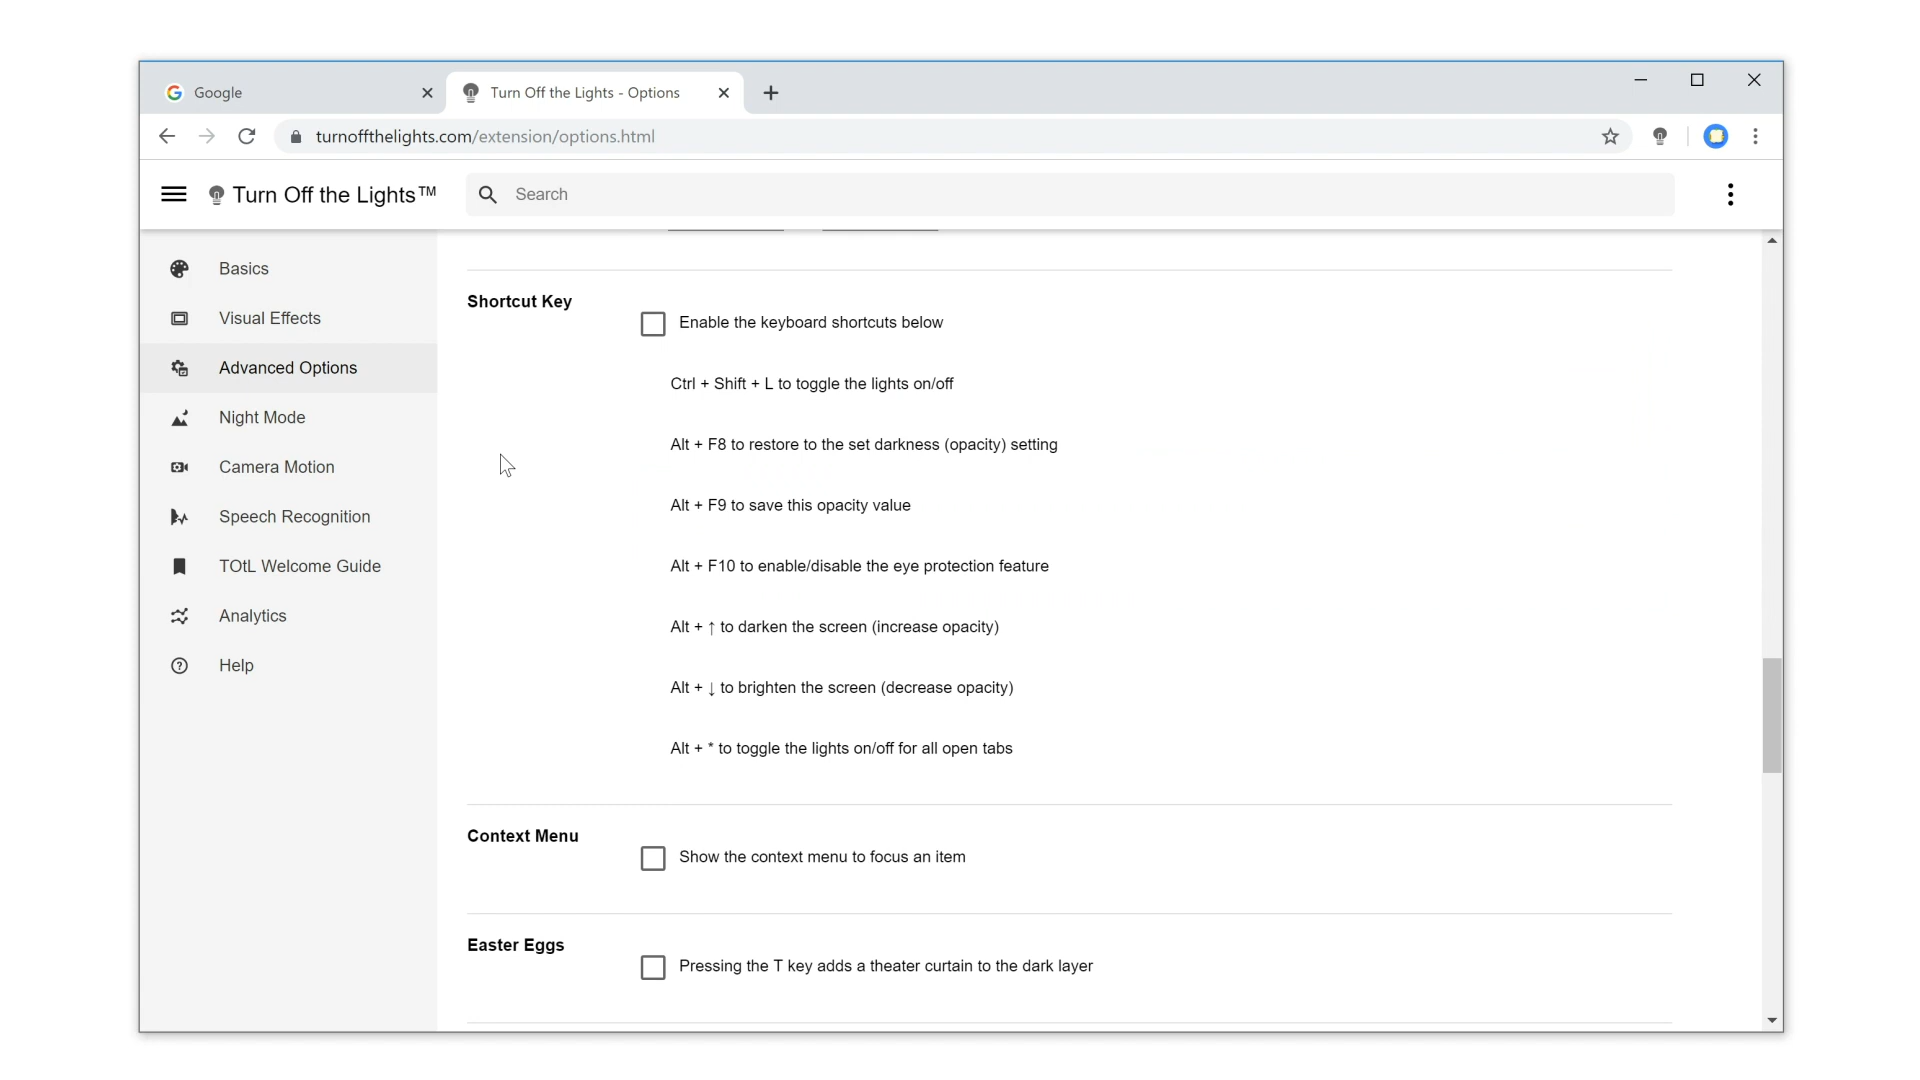 Google
Turn Off the Lights - Options
turnoffthelights.com/extension/options.html
Turn Off the Lights™
Search
Basics
Visual Effects
Advanced Options
Night Mode
Camera Motion
Speech Recognition
TOtL Welcome Guide
Analytics
Help
Shortcut Key
Enable the keyboard shortcuts below
Ctrl + Shift + L to toggle the lights on/off
Alt + F8 to restore to the set darkness (opacity) setting
Alt + F9 to save this opacity value
Alt + F10 to enable/disable the eye protection feature
Alt + ↑ to darken the screen (increase opacity)
Alt + ↓ to brighten the screen (decrease opacity)
Alt + * to toggle the lights on/off for all open tabs
Context Menu
Show the context menu to focus an item
Easter Eggs
Pressing the T key adds a theater curtain to the dark layer